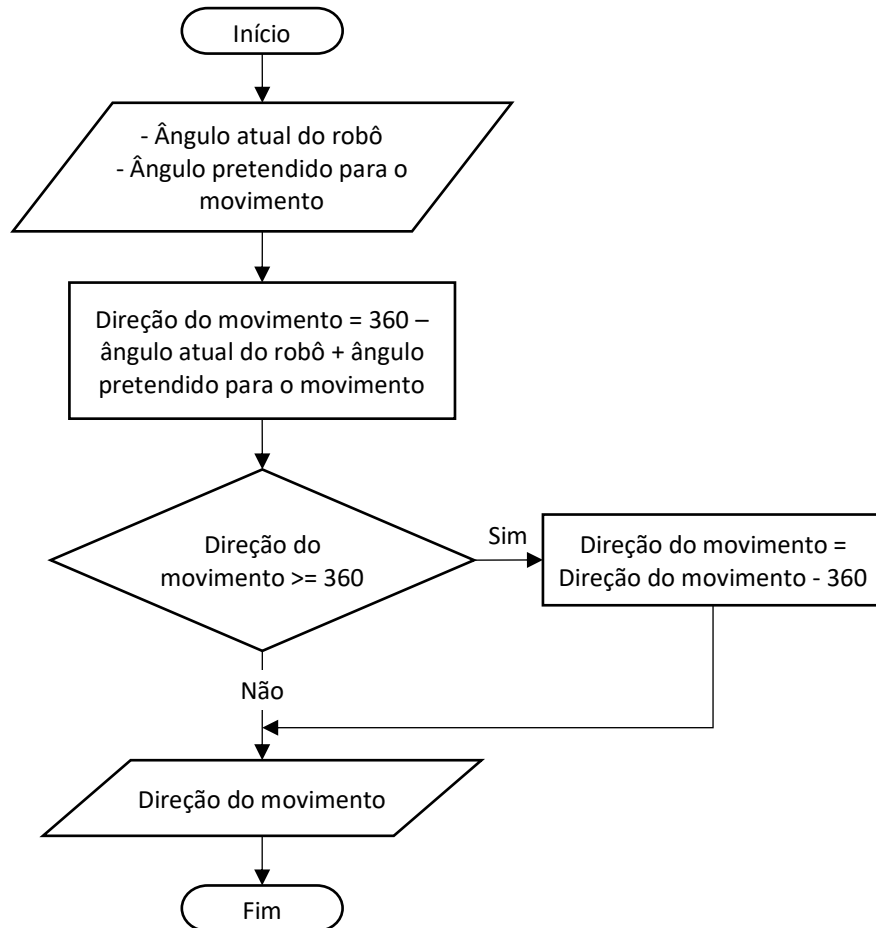 Início
- Ângulo atual do robô
- Ângulo pretendido para o
movimento
Direção do movimento = 360 –
ângulo atual do robô + ângulo
pretendido para o movimento
Direção do
movimento >= 360
Sim
Direção do movimento =
Direção do movimento - 360
Não
Direção do movimento
Fim